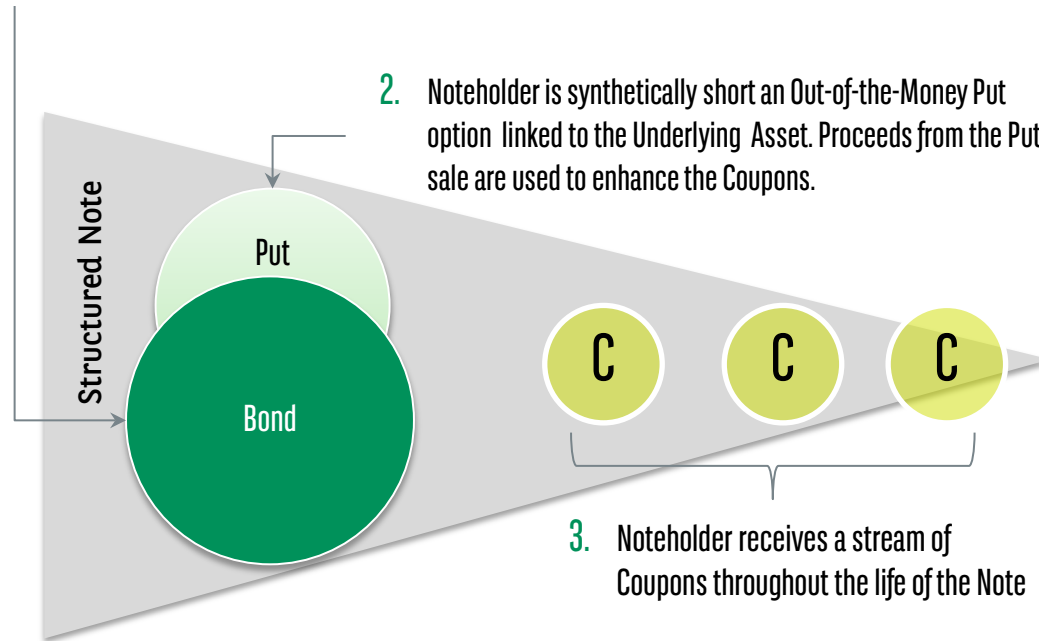 2. Noteholder is synthetically short an Out-of-the-Money Put
option linked to the Underlying Asset. Proceeds from the Put
sale are used to enhance the Coupons.
Structured Note
Put
Bond
C C C
3. Noteholder receives a stream of
Coupons throughout the life of the Note